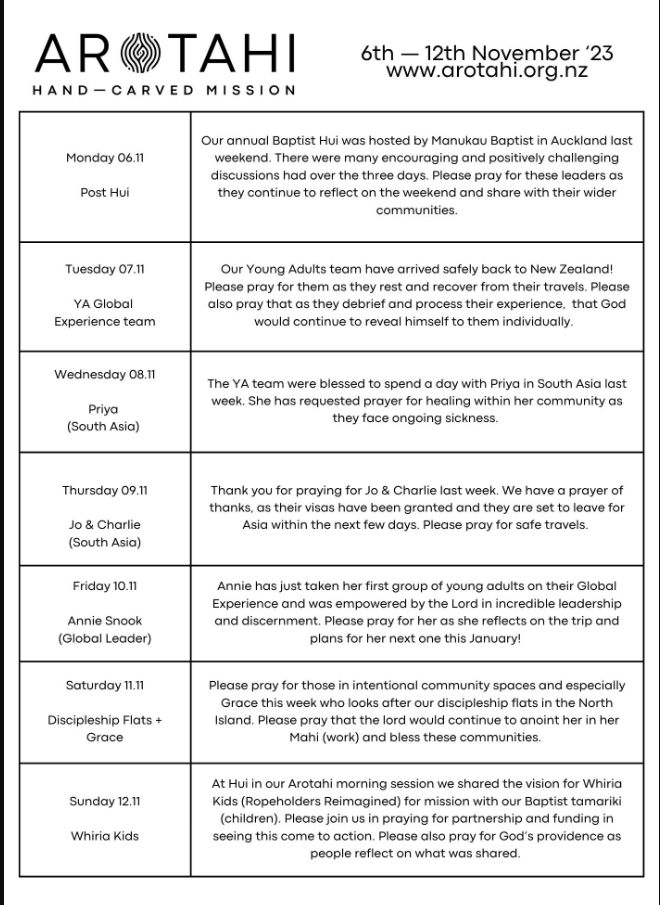 AROTAHI
HAND—CARVED MISSION
6th — 12th November ‘23
www.arotahi.org.nz
Monday 06.11
Post Hui
Our annual Baptist Hui was hosted by Manukau Baptist in Auckland last
weekend. There were many encouraging and positively challenging
discussions had over the three days. Please pray for these leaders as
they continue to reflect on the weekend and share with their wider
communities.
Tuesday 07.11
YA Global
Experience team
Our Young Adults team have arrived safely back to New Zealand!
Please pray for them as they rest and recover from their travels. Please
also pray that as they debrief and process their experience,  that God
would continue to reveal himself to them individually.
Wednesday 08.11
Priya
(South Asia)
The YA team were blessed to spend a day with Priya in South Asia last
week. She has requested prayer for healing within her community as
they face ongoing sickness.
Thursday 09.11
Jo & Charlie
(South Asia)
Thank you for praying for Jo & Charlie last week. We have a prayer of
thanks, as their visas have been granted and they are set to leave for
Asia within the next few days. Please pray for safe travels.
Friday 10.11
Annie Snook
(Global Leader)
Annie has just taken her first group of young adults on their Global
Experience and was empowered by the Lord in incredible leadership
and discernment. Please pray for her as she reflects on the trip and
plans for her next one this January!
Saturday 11.11
Discipleship Flats +
Grace
Please pray for those in intentional community spaces and especially
Grace this week who looks after our discipleship flats in the North
Island. Please pray that the lord would continue to anoint her in her
Mahi (work) and bless these communities.
Sunday 12.11
Whiria Kids
At Hui in our Arotahi morning session we shared the vision for Whiria
Kids (Ropeholders Reimagined) for mission with our Baptist tamariki
(children). Please join us in praying for partnership and funding in
seeing this come to action. Please also pray for God’s providence as
people reflect on what was shared.